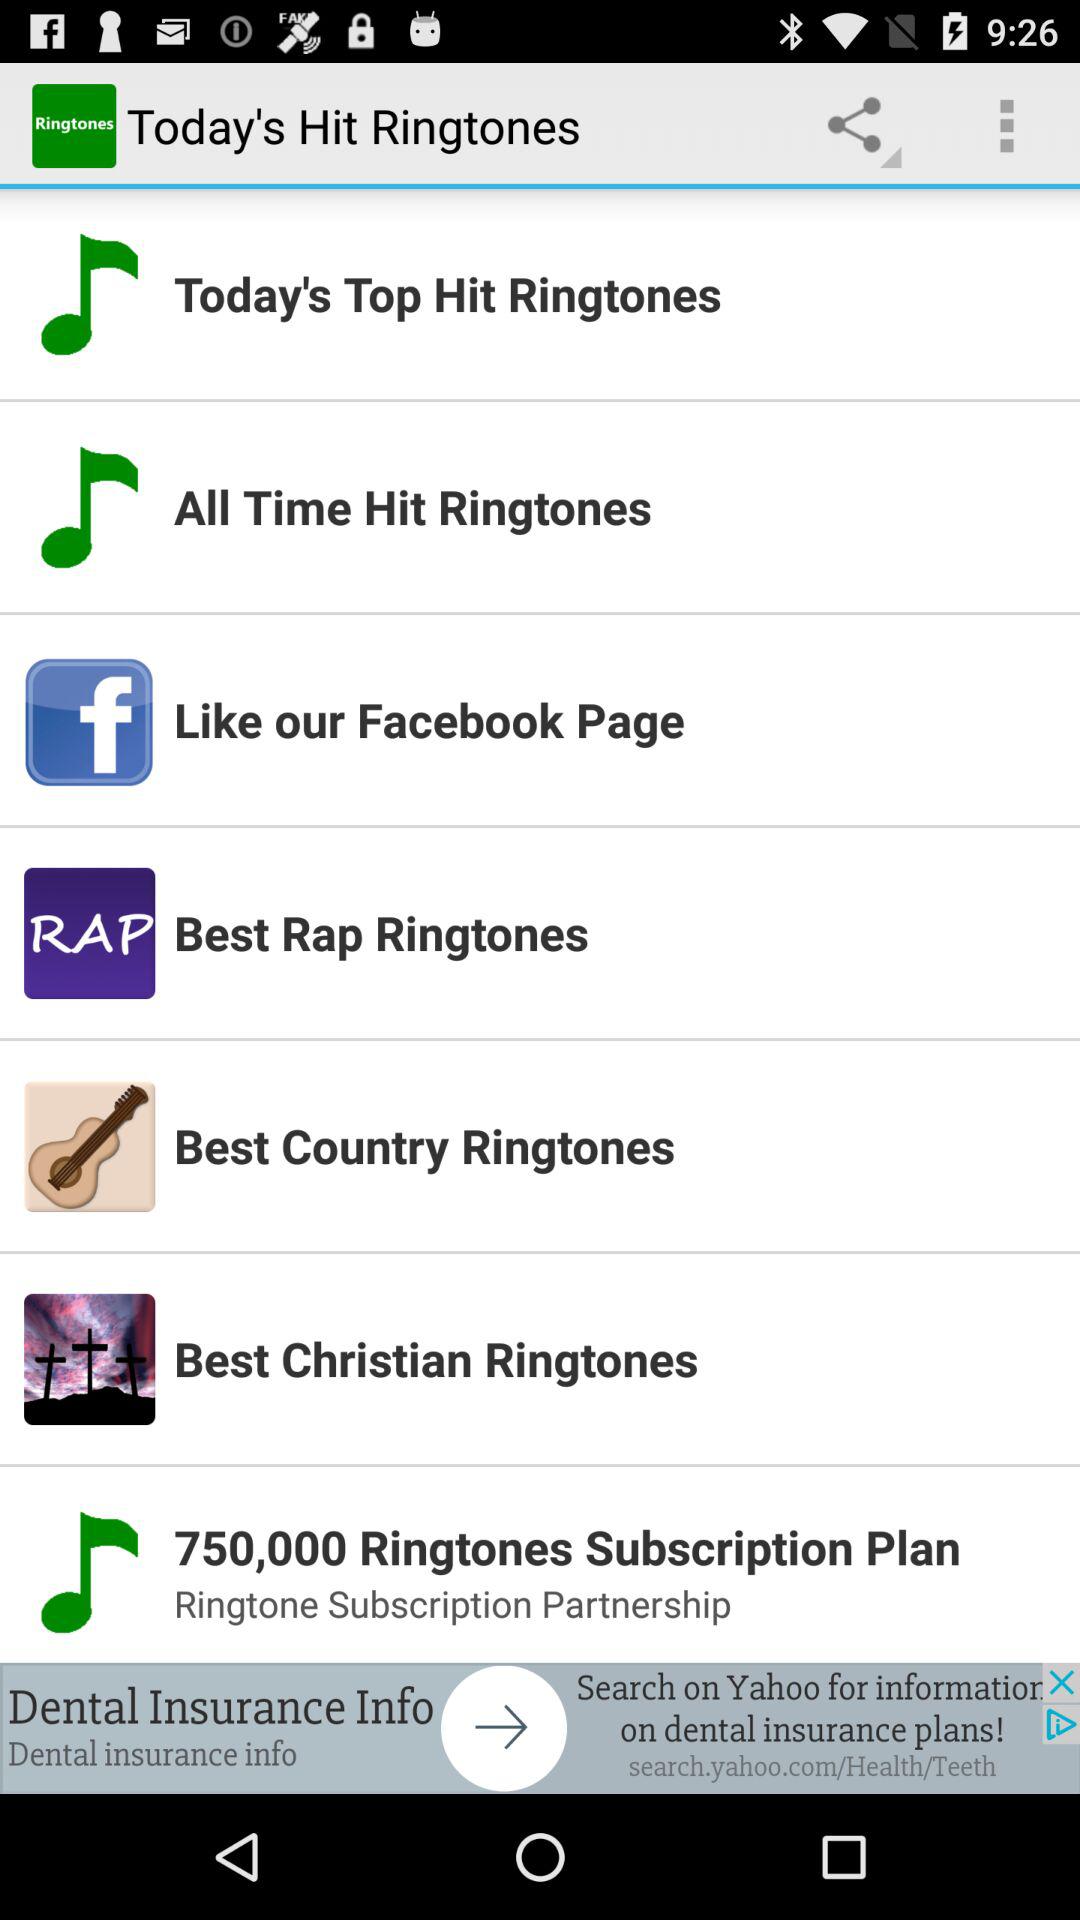 FAKE
9:26
Ringtones Today's Hit Ringtones
Today's Top Hit Ringtones
All Time Hit Ringtones
f Like our Facebook Page
RAP Best Rap Ringtones
Best Country Ringtones
Best Christian Ringtones
750,000 Ringtones Subscription Plan
Ringtone Subscription Partnership
Dental Insurance Info
Dental insurance info
Search on Yahoo for information
on dental insurance plans!
search.yahoo.com/Health/Teeth